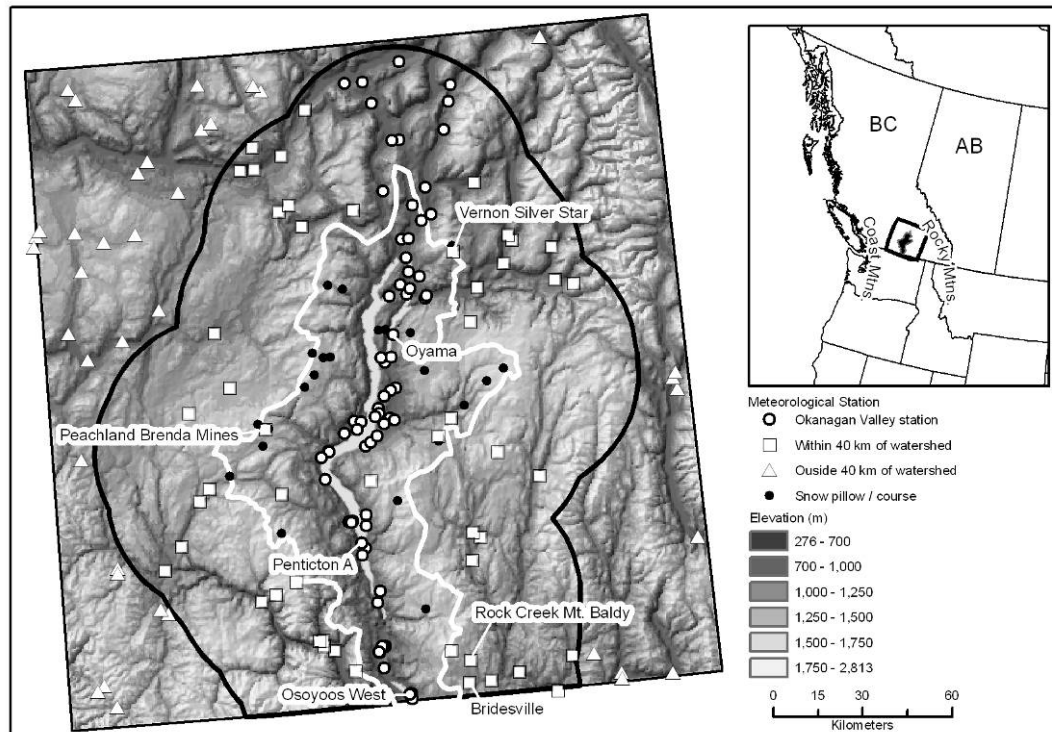 Vernon Silver Star
Oyama
Peachland Brenda Mines
Penticton A
Rock Creek Mt. Baldy
Osoyoos West
Bridesville
BC
AB
Coast Mtns.
Rocky Mtns.
Meteorological Station
Okanagan Valley station
Within 40 km of watershed
Ouside 40 km of watershed
Snow pillow / course
Elevation (m)
276 - 700
700 - 1,000
1,000 - 1,250
1,250 - 1,500
1,500 - 1,750
1,750 - 2,813
0 15 30 60
Kilometers